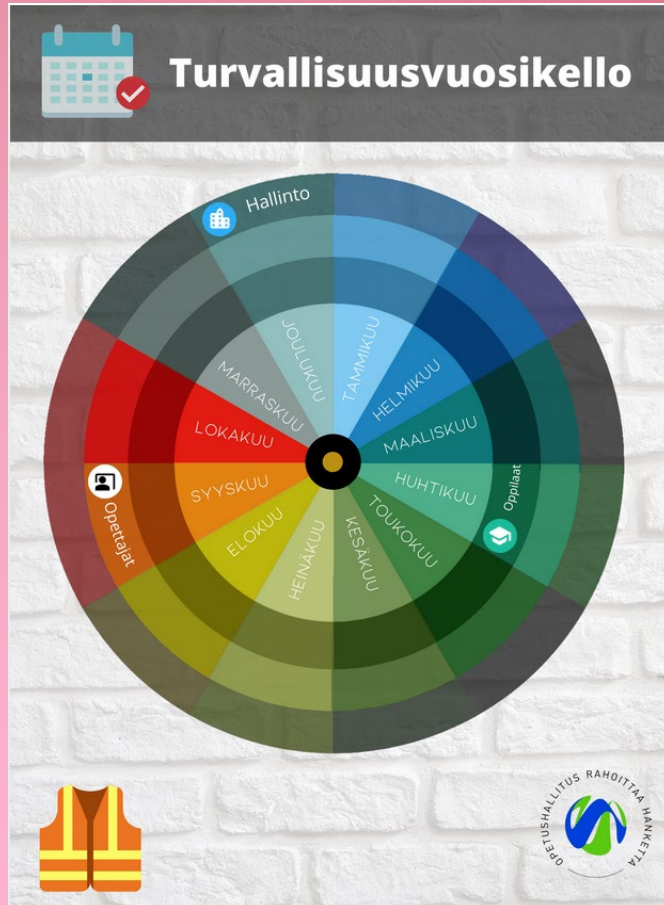 Turvallisuusvuosikello
Hallinto
TAMMIKUU
HELMIKUU
MAALISKUU
HUHTIKUU
TOUKOKUU
KESÄKUU
HEINÄKUU
ELOKUU
SYYSKUU
LOKAKUU
MARRASKUU
JOULUKUU
Oppilaat
Opettajat
OPETUSHALLITUS RAHOITTAA HANKETTA